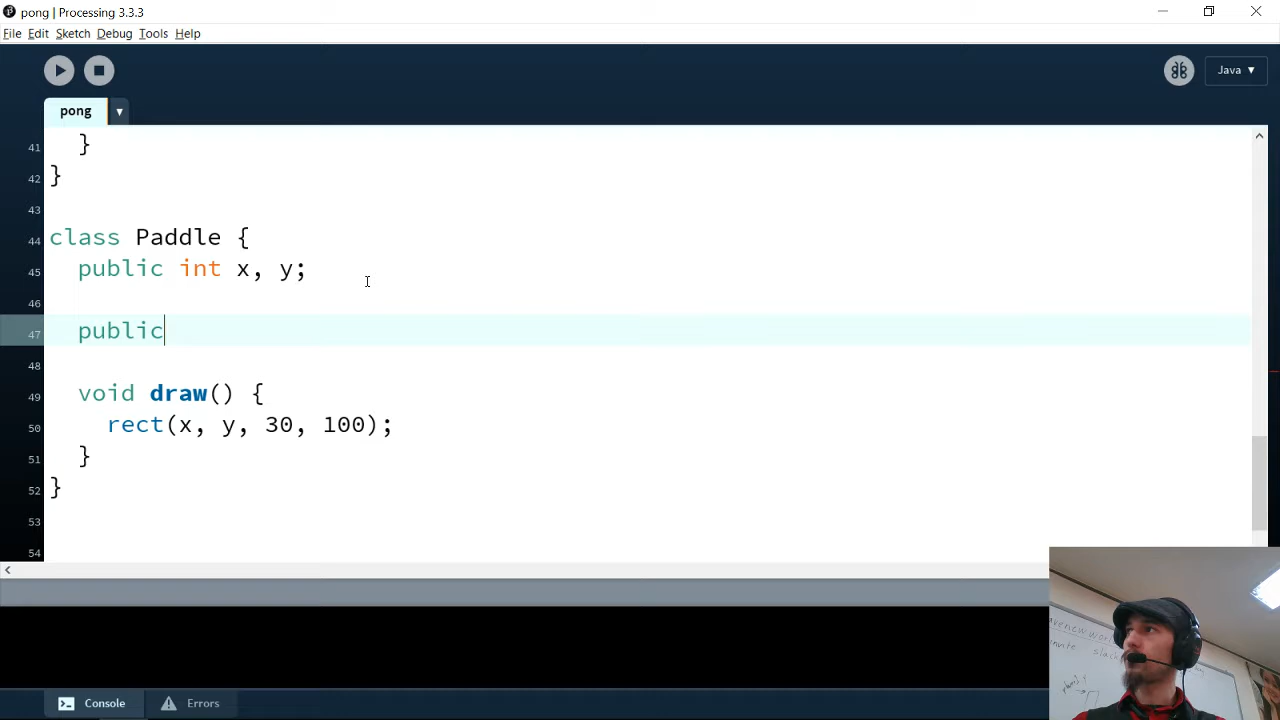 pong | Processing 3.3.3
File Edit Sketch Debug Tools Help
Java ▼
pong ▼
41 }
42 }
43
44 class Paddle {
45 public int x, y;
46
47 public
48
49 void draw() {
50 rect(x, y, 30, 100);
51 }
52 }
53
54
Console Errors